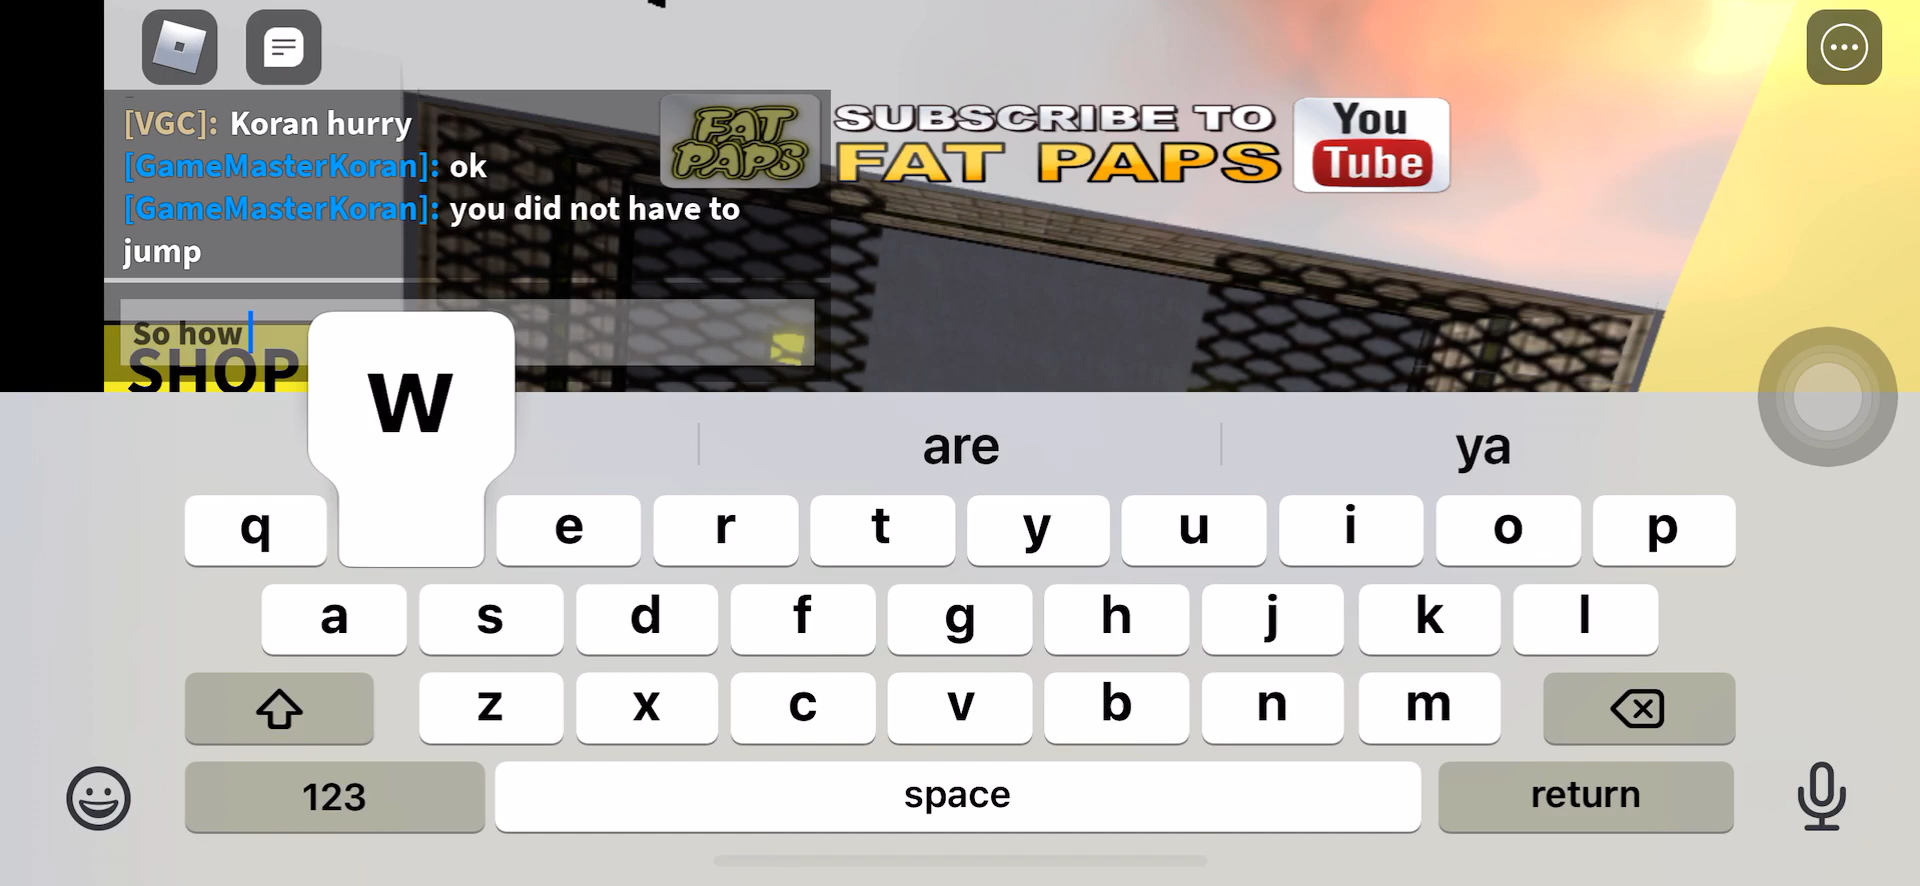 [VGC]: Koran hurry
[GameMasterKoran]: ok
[GameMasterKoran]: you did not have to
jump
FAT
PAPS
SUBSCRIBE TO
FAT PAPS
You
Tube
So how
SHOP
W
are
ya
q e r t y u i o p
a s d f g h j k l
z x c v b n m
123
space
return